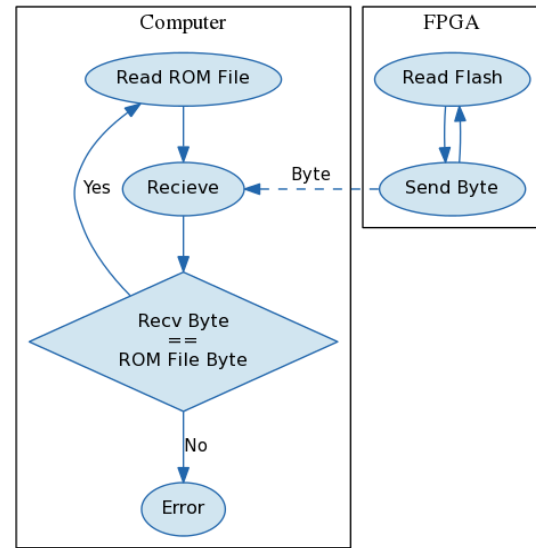 Computer
Read ROM File
Yes
Recieve
Recv Byte
==
ROM File Byte
No
Error
FPGA
Read Flash
Byte
Send Byte